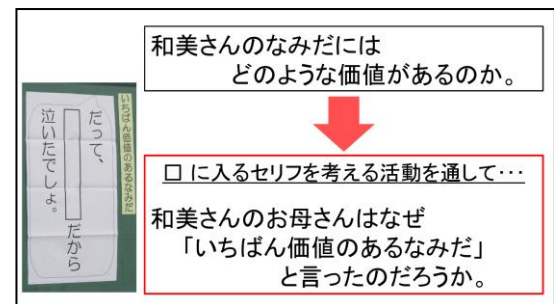 和美さんのなみだには
どのような価値があるのか。
いちばん価値のあるなみだ
だって、
□だから
泣いたでしょ。
□ に入るセリフを考える活動を通して･･･
和美さんのお母さんはなぜ
「いちばん価値のあるなみだ」
と言ったのだろうか。